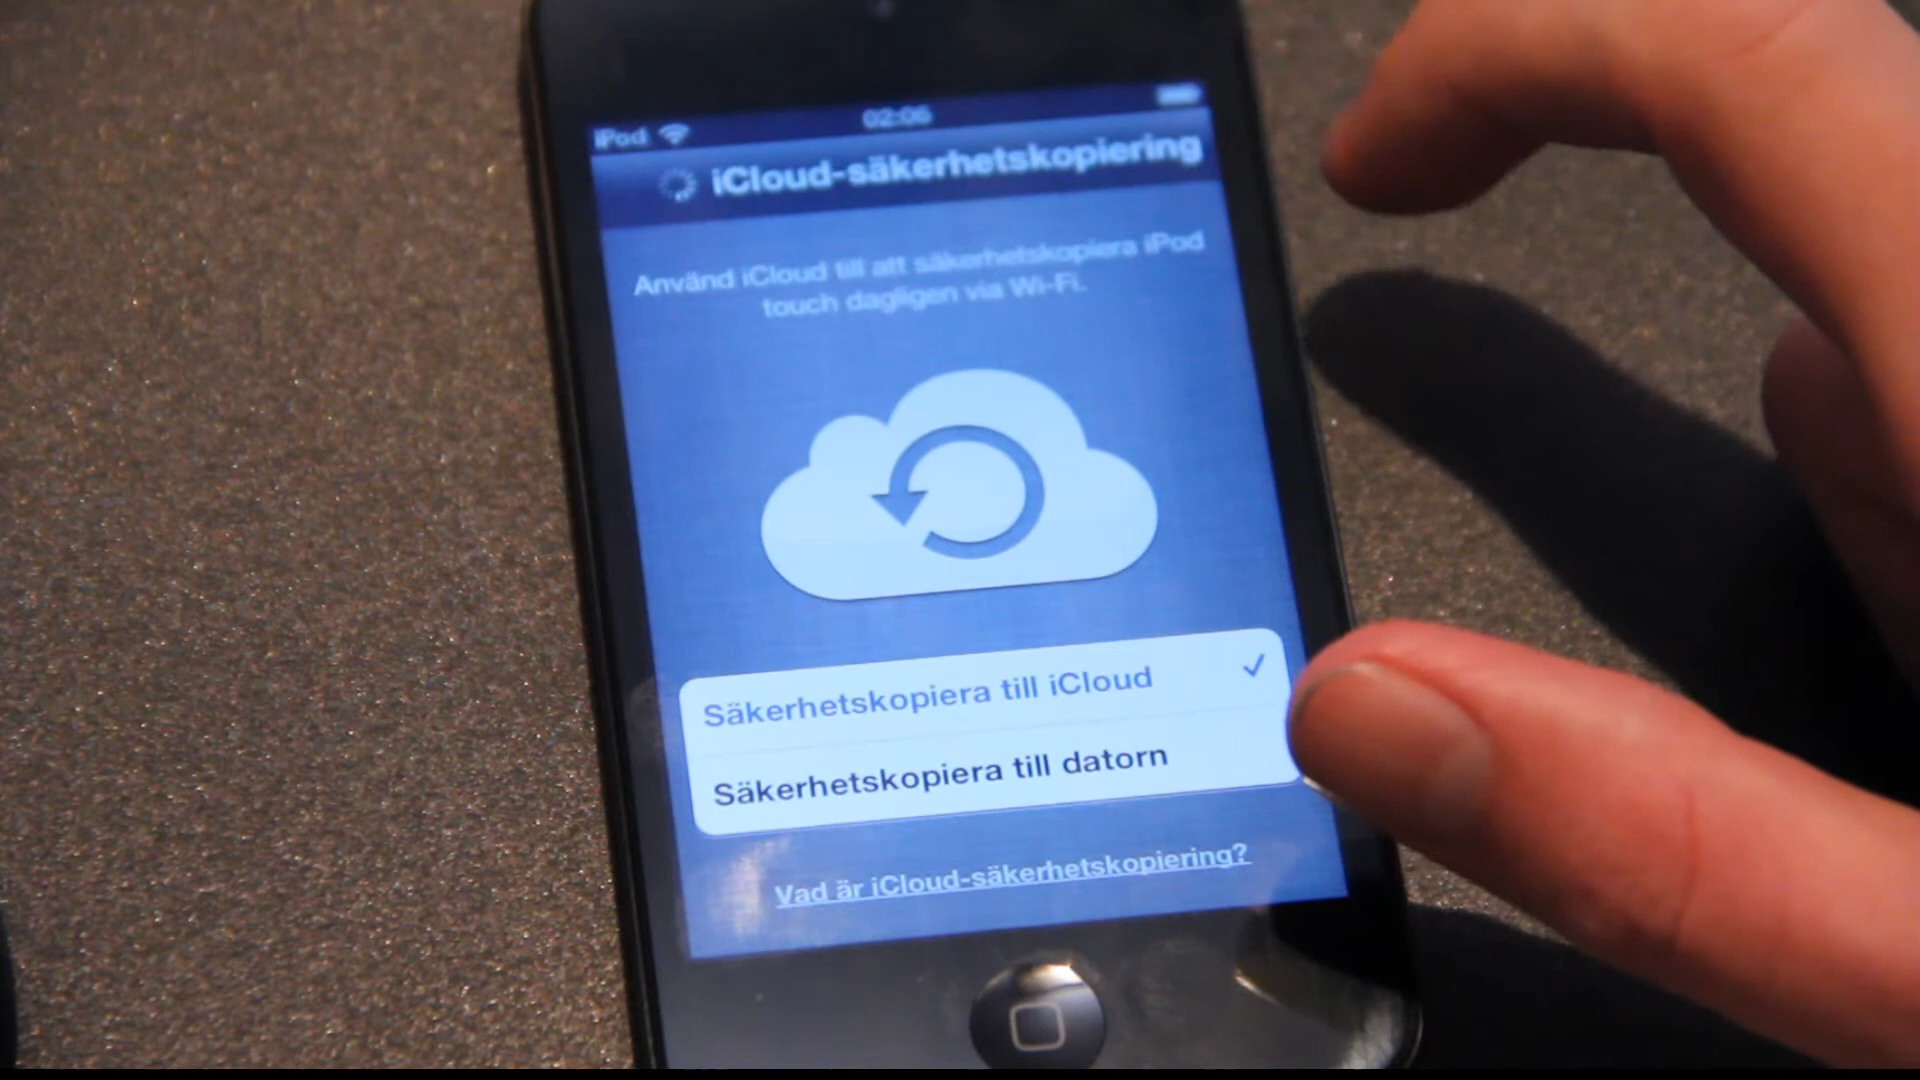 iPod
02:06
iCloud-säkerhetskopiering
Använd iCloud till att säkerhetskopiera iPod
touch dagligen via Wi-Fi.
Säkerhetskopiera till iCloud
Säkerhetskopiera till datorn
Vad är iCloud-säkerhetskopiering?